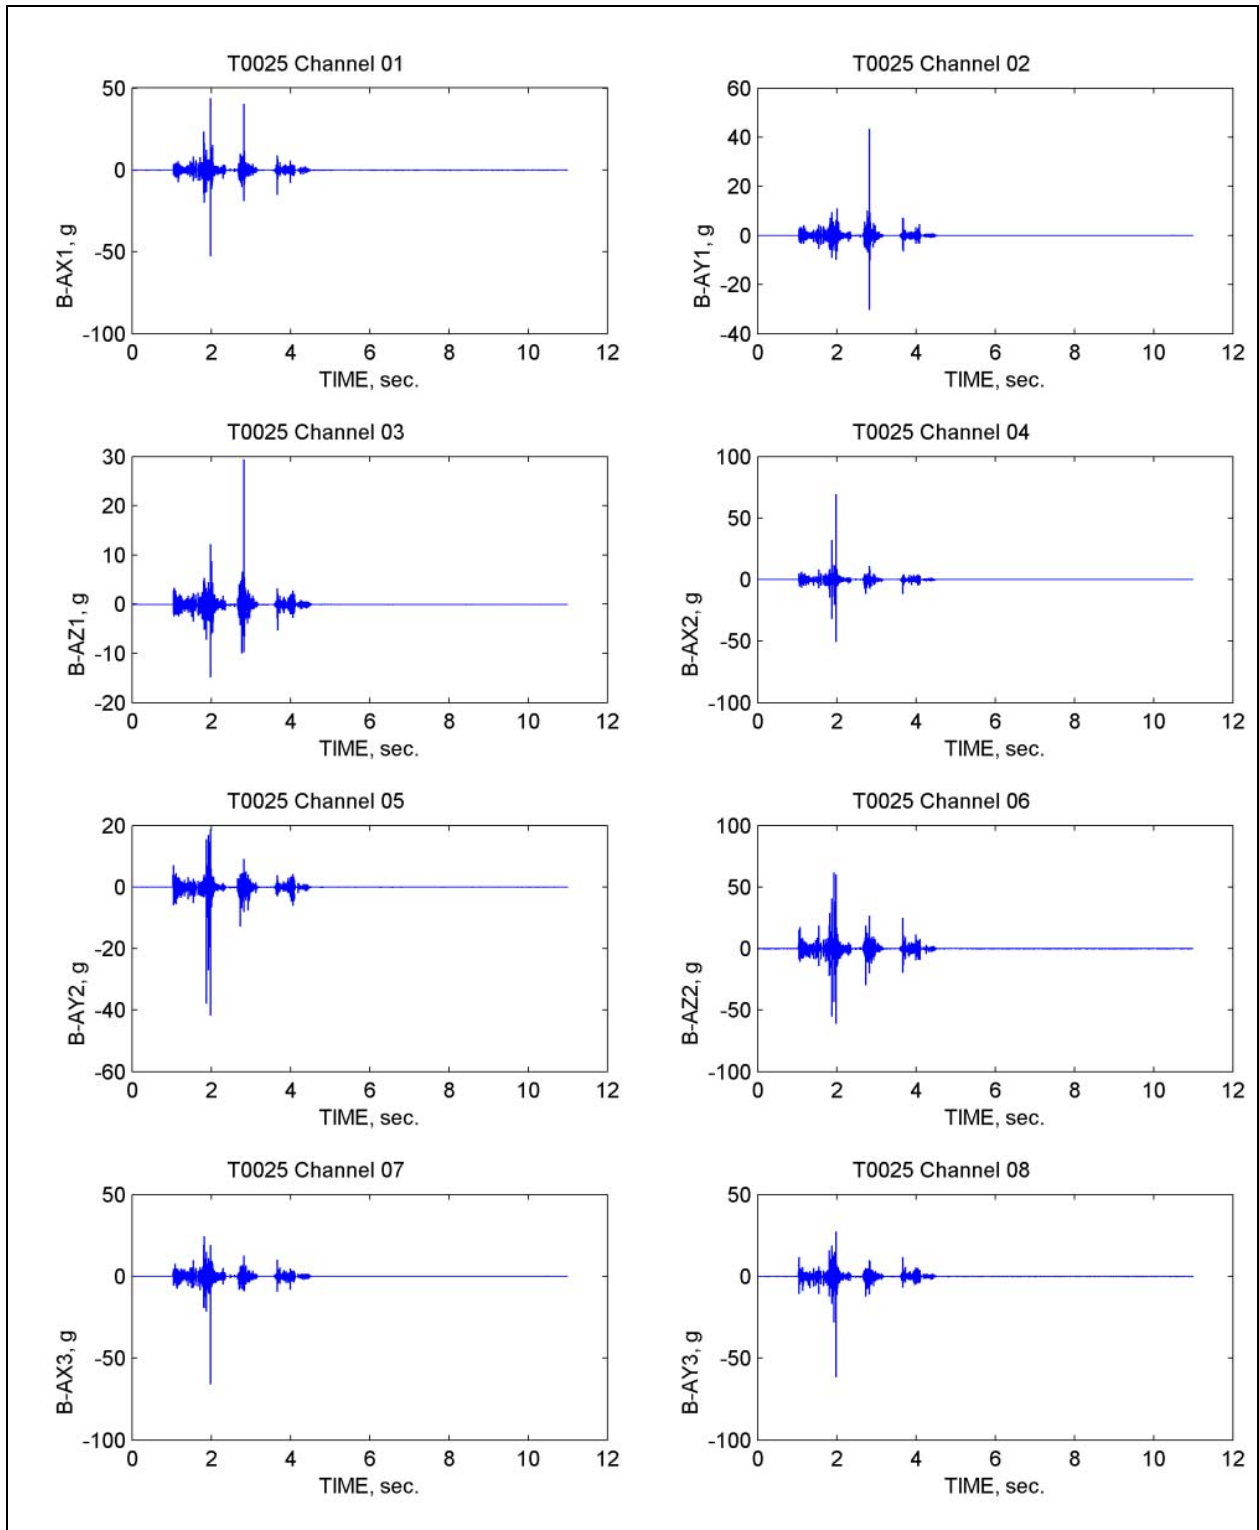 T0025 Channel 01
50
0
-50
-100
B-AX1, g
0 2 4 6 8 10 12
TIME, sec.
T0025 Channel 02
60
40
20
0
-20
-40
B-AY1, g
0 2 4 6 8 10 12
TIME, sec.
T0025 Channel 03
30
20
10
0
-10
-20
B-AZ1, g
0 2 4 6 8 10 12
TIME, sec.
T0025 Channel 04
100
50
0
-50
-100
B-AX2, g
0 2 4 6 8 10 12
TIME, sec.
T0025 Channel 05
20
0
-20
-40
-60
B-AY2, g
0 2 4 6 8 10 12
TIME, sec.
T0025 Channel 06
100
50
0
-50
-100
B-AZ2, g
0 2 4 6 8 10 12
TIME, sec.
T0025 Channel 07
50
0
-50
-100
B-AX3, g
0 2 4 6 8 10 12
TIME, sec.
T0025 Channel 08
50
0
-50
-100
B-AY3, g
0 2 4 6 8 10 12
TIME, sec.